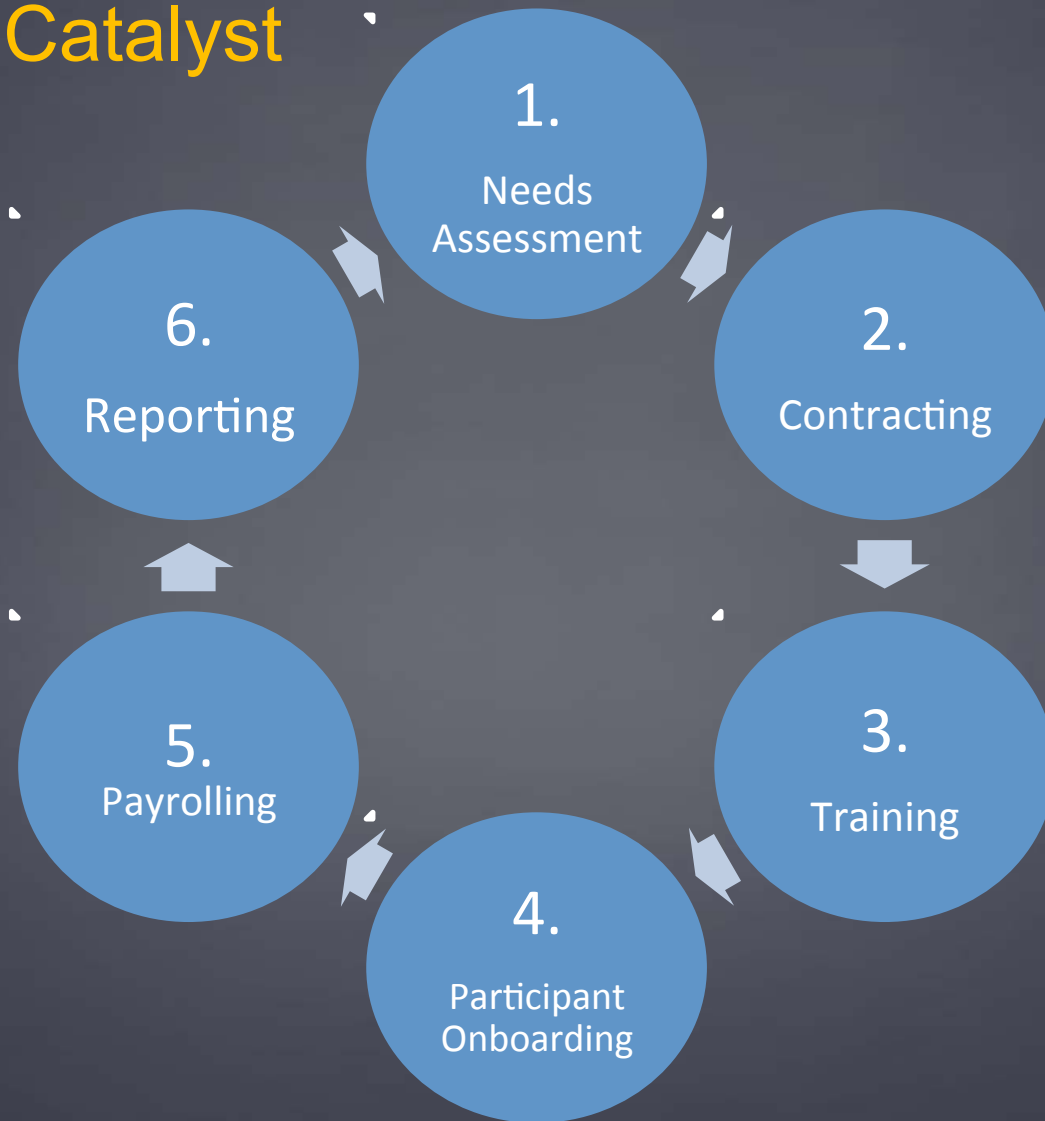 Catalyst
1.
Needs
Assessment
2.
Contracting
3.
Training
4.
Participant
Onboarding
5.
Payrolling
6.
Reporting